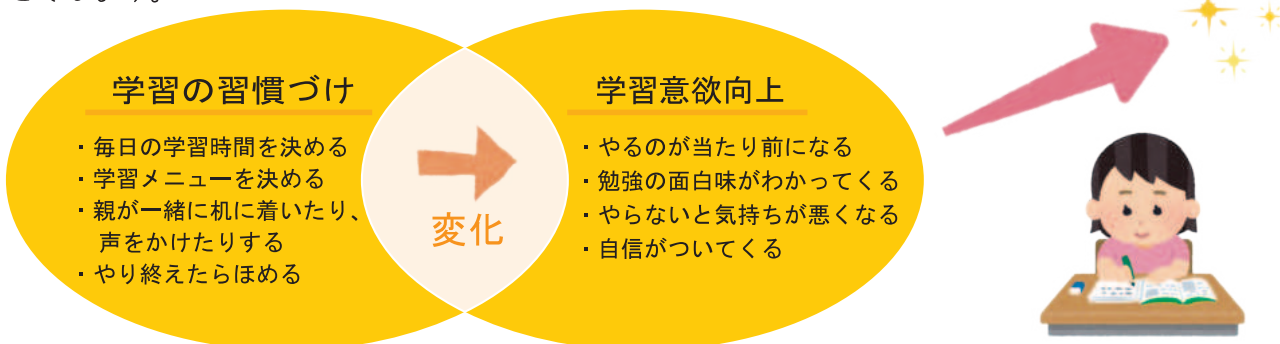 学習の習慣づけ
・毎日の学習時間を決める
・学習メニューを決める
・親が一緒に机に着いたり、
声をかけたりする
・やり終えたらほめる
変化
学習意欲向上
・やるのが当たり前になる
・勉強の面白味がわかってくる
・やらないと気持ちが悪くなる
・自信がついてくる